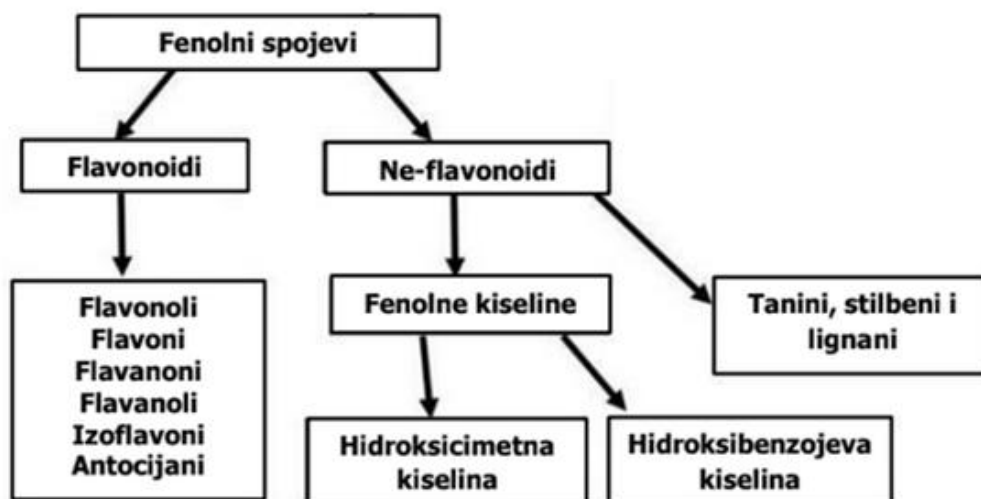 Fenolni spojevi
Flavonoidi
Ne-flavonoidi
Flavonoli
Flavoni
Flavanoni
Flavanoli
Izoflavoni
Antocijani
Fenolne kiseline
Tanini, stilbeni i
lignani
Hidroksicimetna
kiselina
Hidroksibenzojeva
kiselina